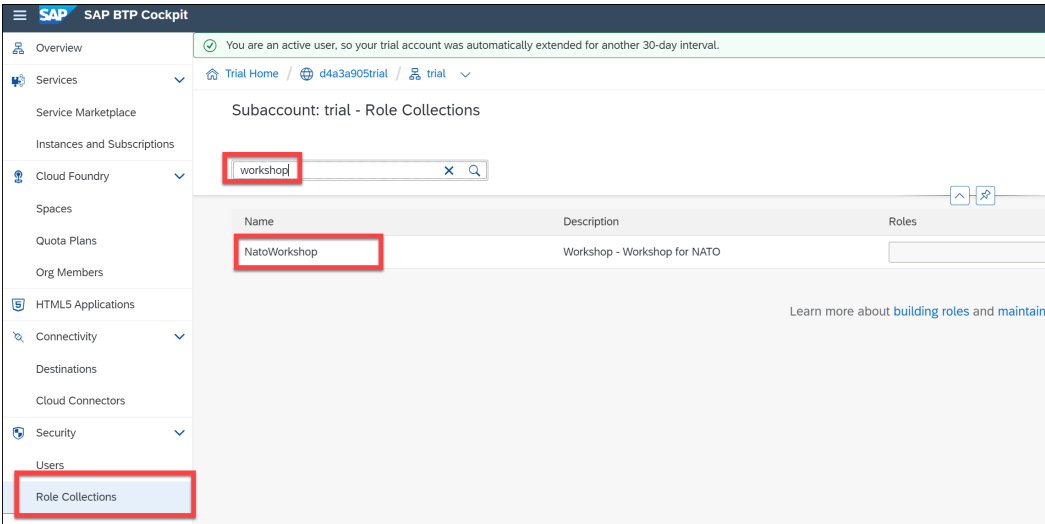 SAP SAP BTP Cockpit
Overview
Services
Service Marketplace
Instances and Subscriptions
Cloud Foundry
Spaces
Quota Plans
Org Members
HTML5 Applications
Connectivity
Destinations
Cloud Connectors
Security
Users
Role Collections
You are an active user, so your trial account was automatically extended for another 30-day interval.
Trial Home / d4a3a905trial / trial
Subaccount: trial - Role Collections
workshop
Name Description Roles
NatoWorkshop Workshop - Workshop for NATO
Learn more about building roles and maintain